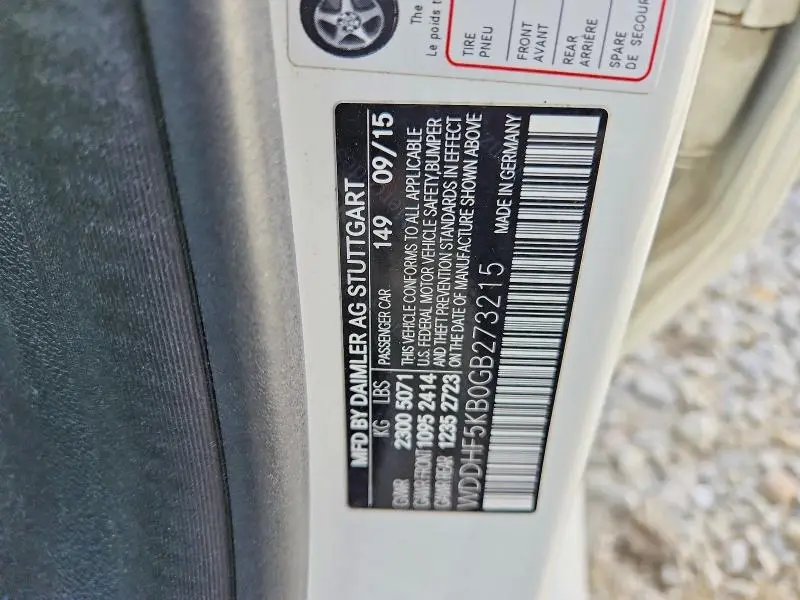 The
Le poids t
TIRE
PNEU
FRONT
AVANT
REAR
ARRIÈRE
SPARE
DE SECOUR
MFD BY DAIMLER AG STUTTGART
KG LBS PASSENGER CAR 149 09/15
GVWR 2300 5071 THIS VEHICLE CONFORMS TO ALL APPLICABLE
GAWR-FRONT 1095 2414 U.S. FEDERAL MOTOR VEHICLE SAFETY, BUMPER
GAWR-REAR 1235 2723 AND THEFT PREVENTION STANDARDS IN EFFECT
ON THE DATE OF MANUFACTURE SHOWN ABOVE
WDDHF5KB0GB273215 MADE IN GERMANY